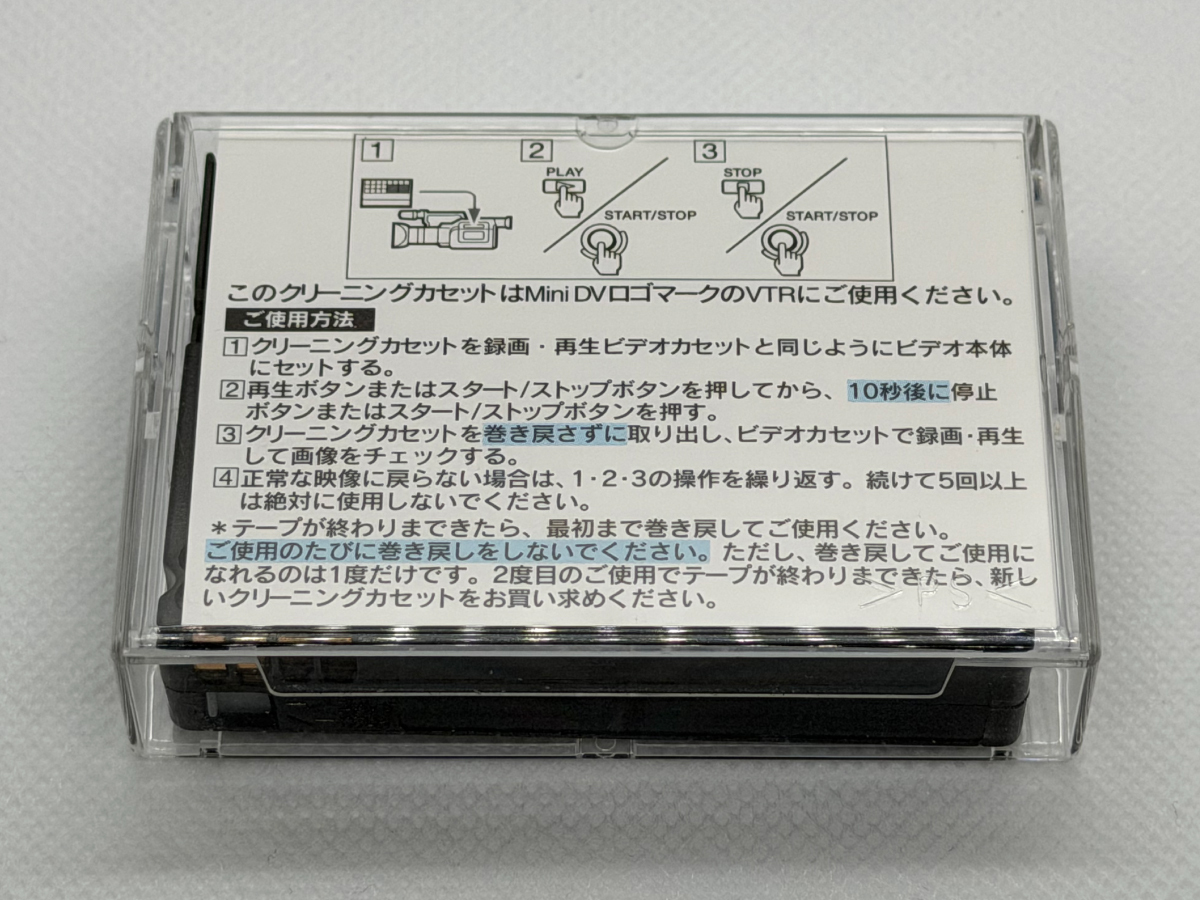 1 2 3
PLAY STOP
START/STOP START/STOP
このクリーニングカセットはMini DVロゴマークのVTRにご使用ください。
ご使用方法
1クリーニングカセットを録画・再生ビデオカセットと同じようにビデオ本体
にセットする。
2再生ボタンまたはスタート/ストップボタンを押してから、10秒後に停止
ボタンまたはスタート/ストップボタンを押す。
3クリーニングカセットを巻き戻さずに取り出し、ビデオカセットで録画・再生
して画像をチェックする。
4正常な映像に戻らない場合は、1・2・3の操作を繰り返す。続けて5回以上
は絶対に使用しないでください。
＊テープが終わりまできたら、最初まで巻き戻してご使用ください。
ご使用のたびに巻き戻しをしないでください。ただし、巻き戻してご使用に
なれるのは1度だけです。2度目のご使用でテープが終わりまできたら、新し
いクリーニングカセットをお買い求めください。
>PS<